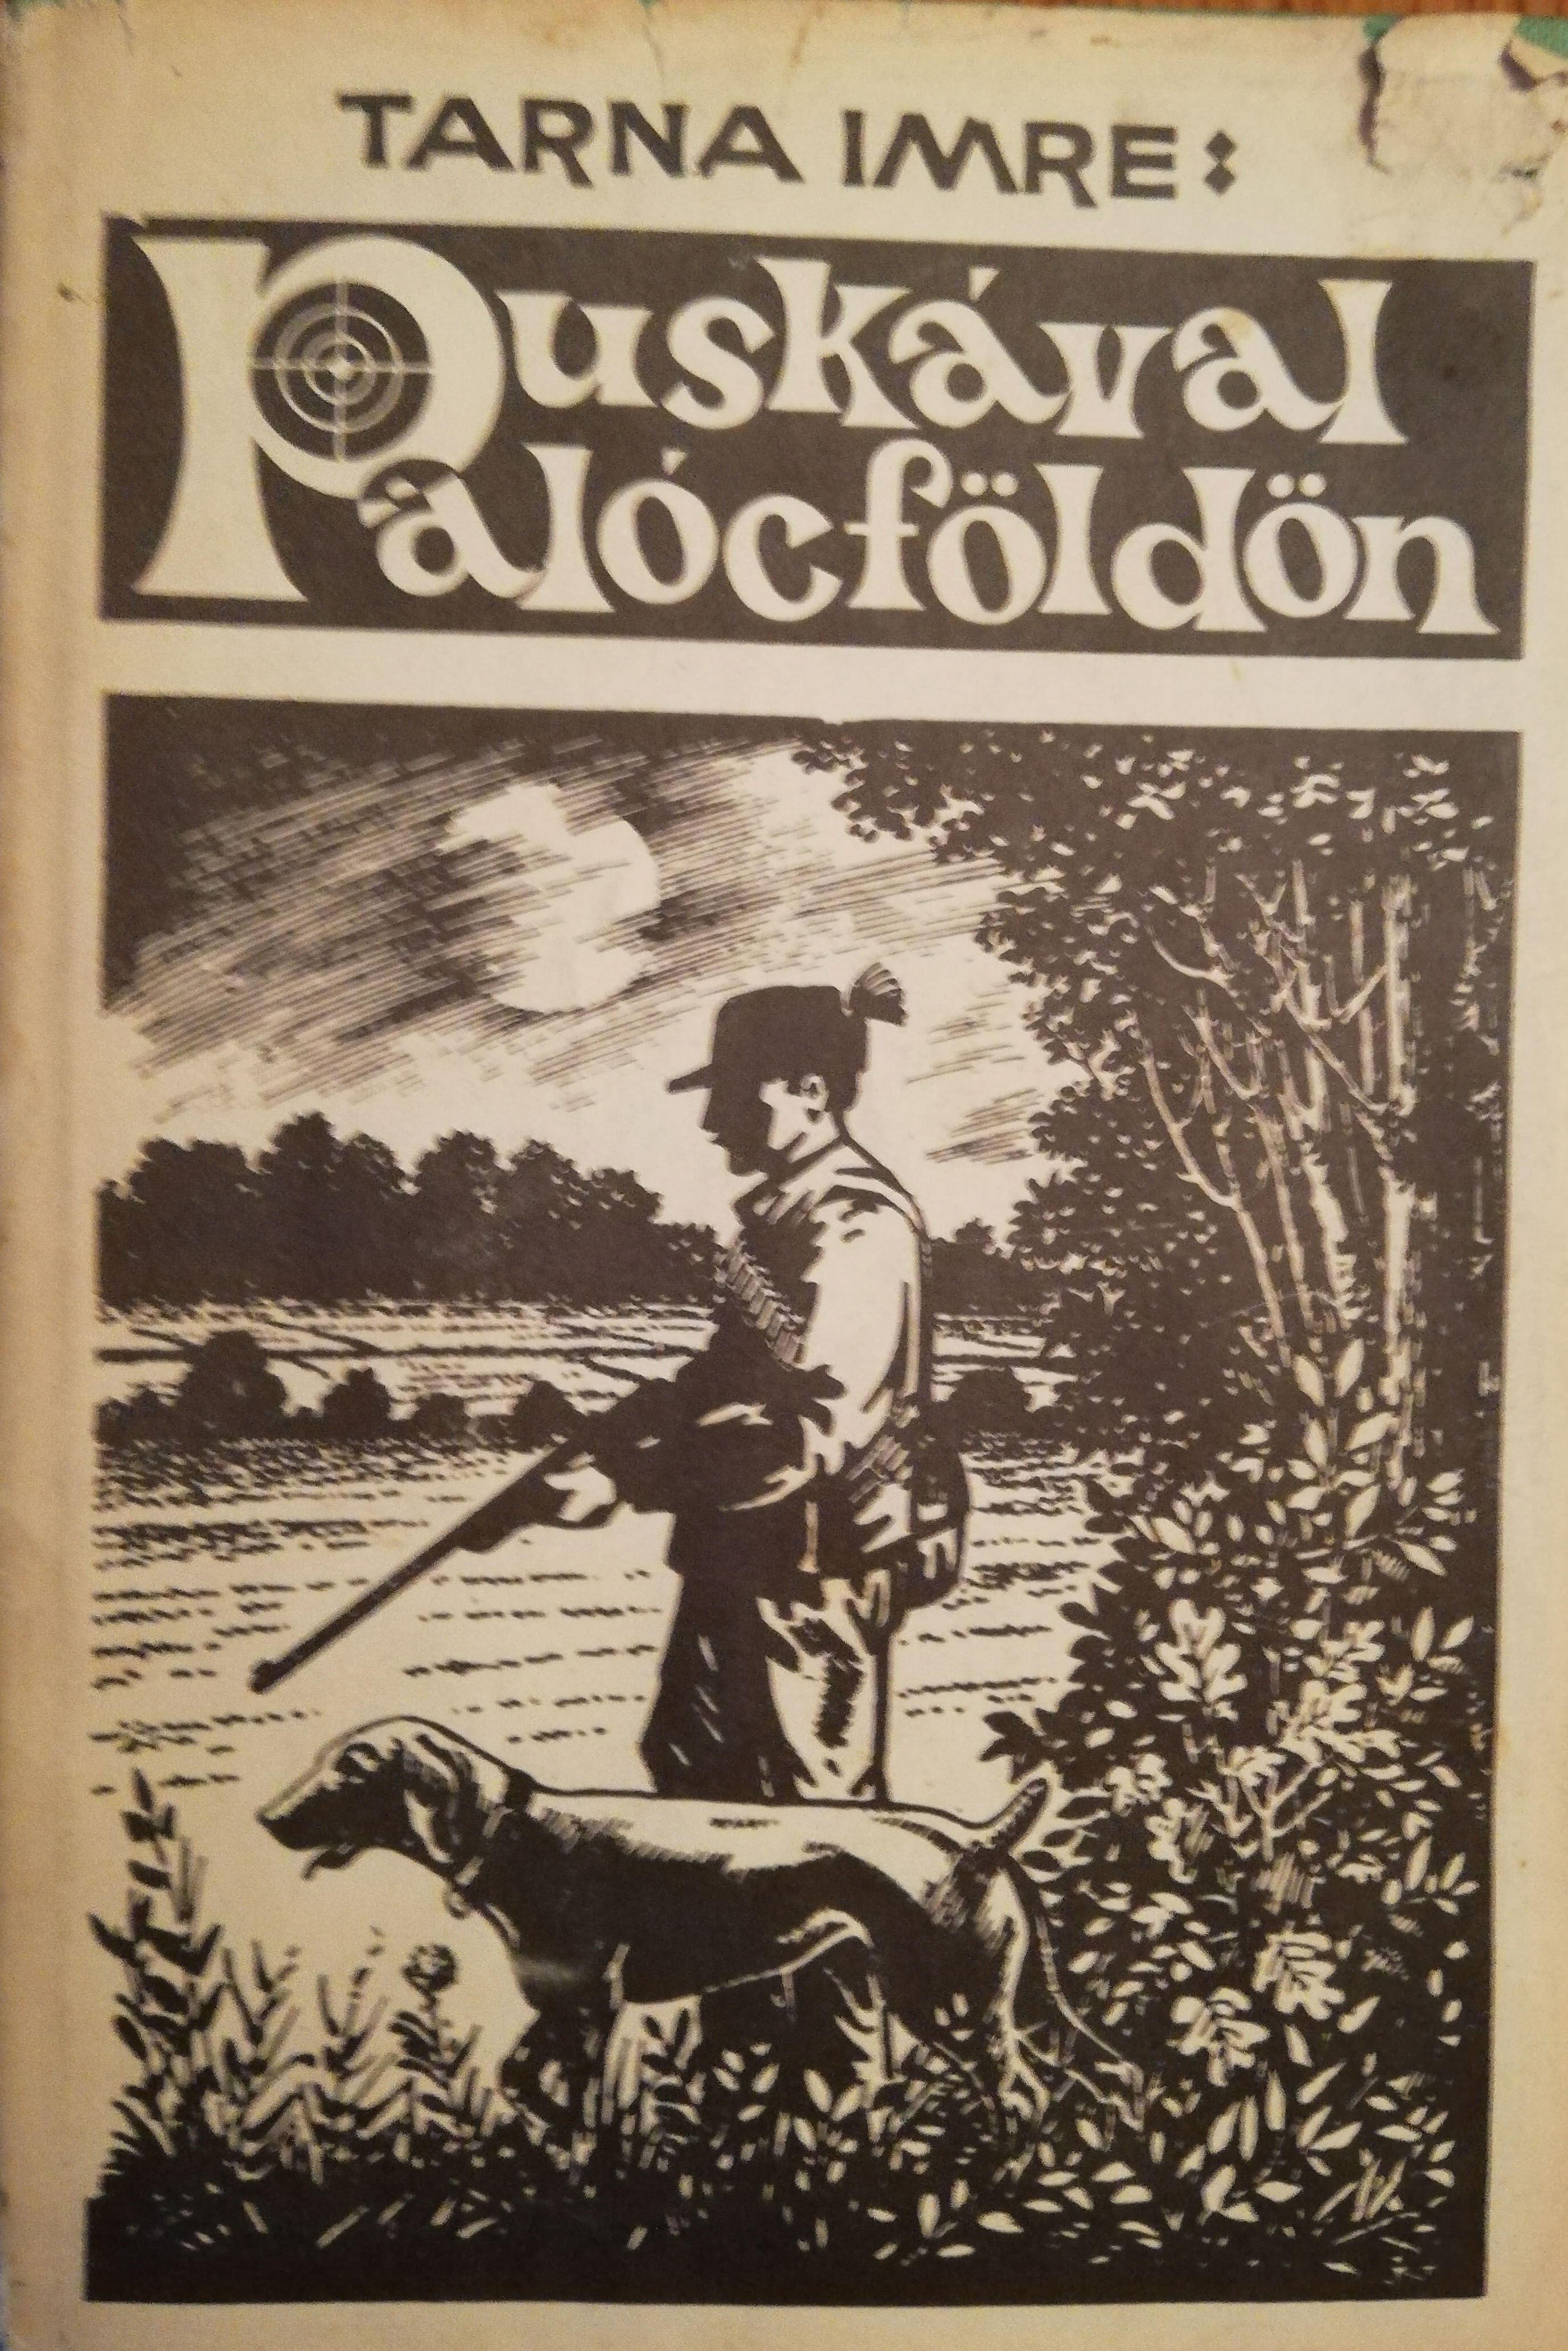 TARNA IMRE:
Puskával
Palócföldön